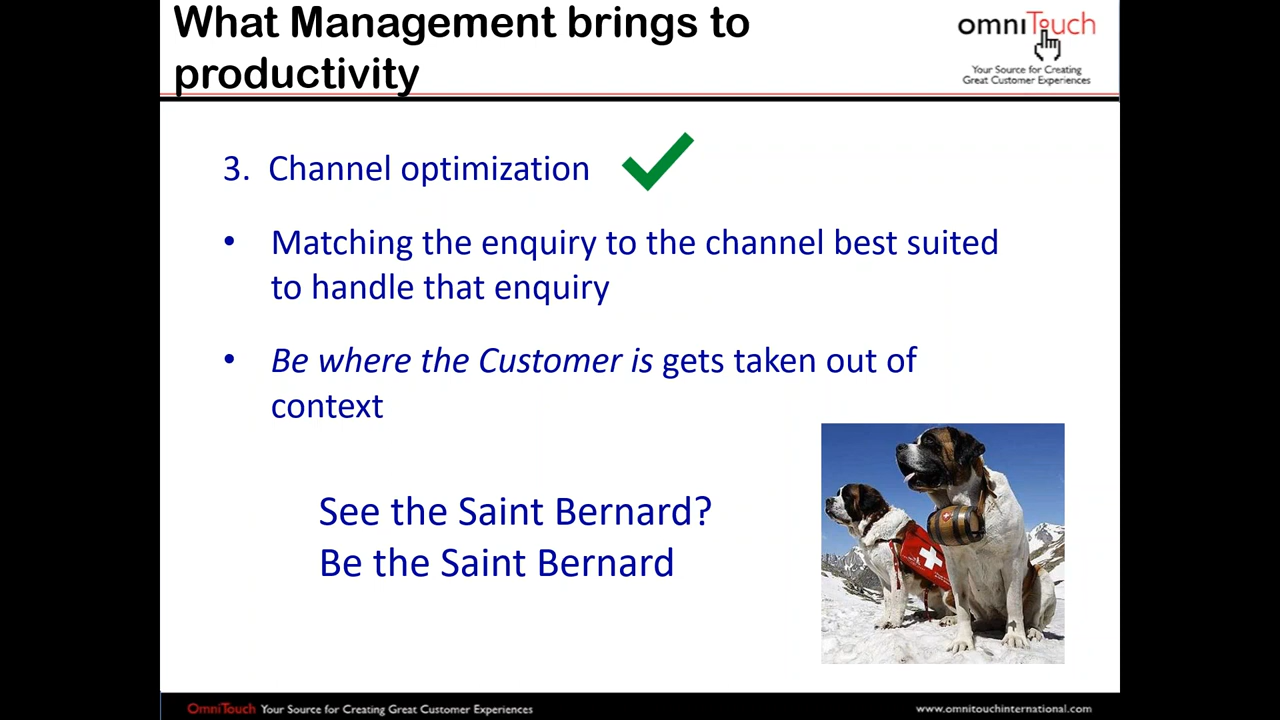 What Management brings to
productivity
omniTouch
Your Source for Creating
Great Customer Experiences
3. Channel optimization
• Matching the enquiry to the channel best suited
to handle that enquiry
• Be where the Customer is gets taken out of
context
See the Saint Bernard?
Be the Saint Bernard
OmniTouch Your Source for Creating Great Customer Experiences
www.omnitouchinternational.com